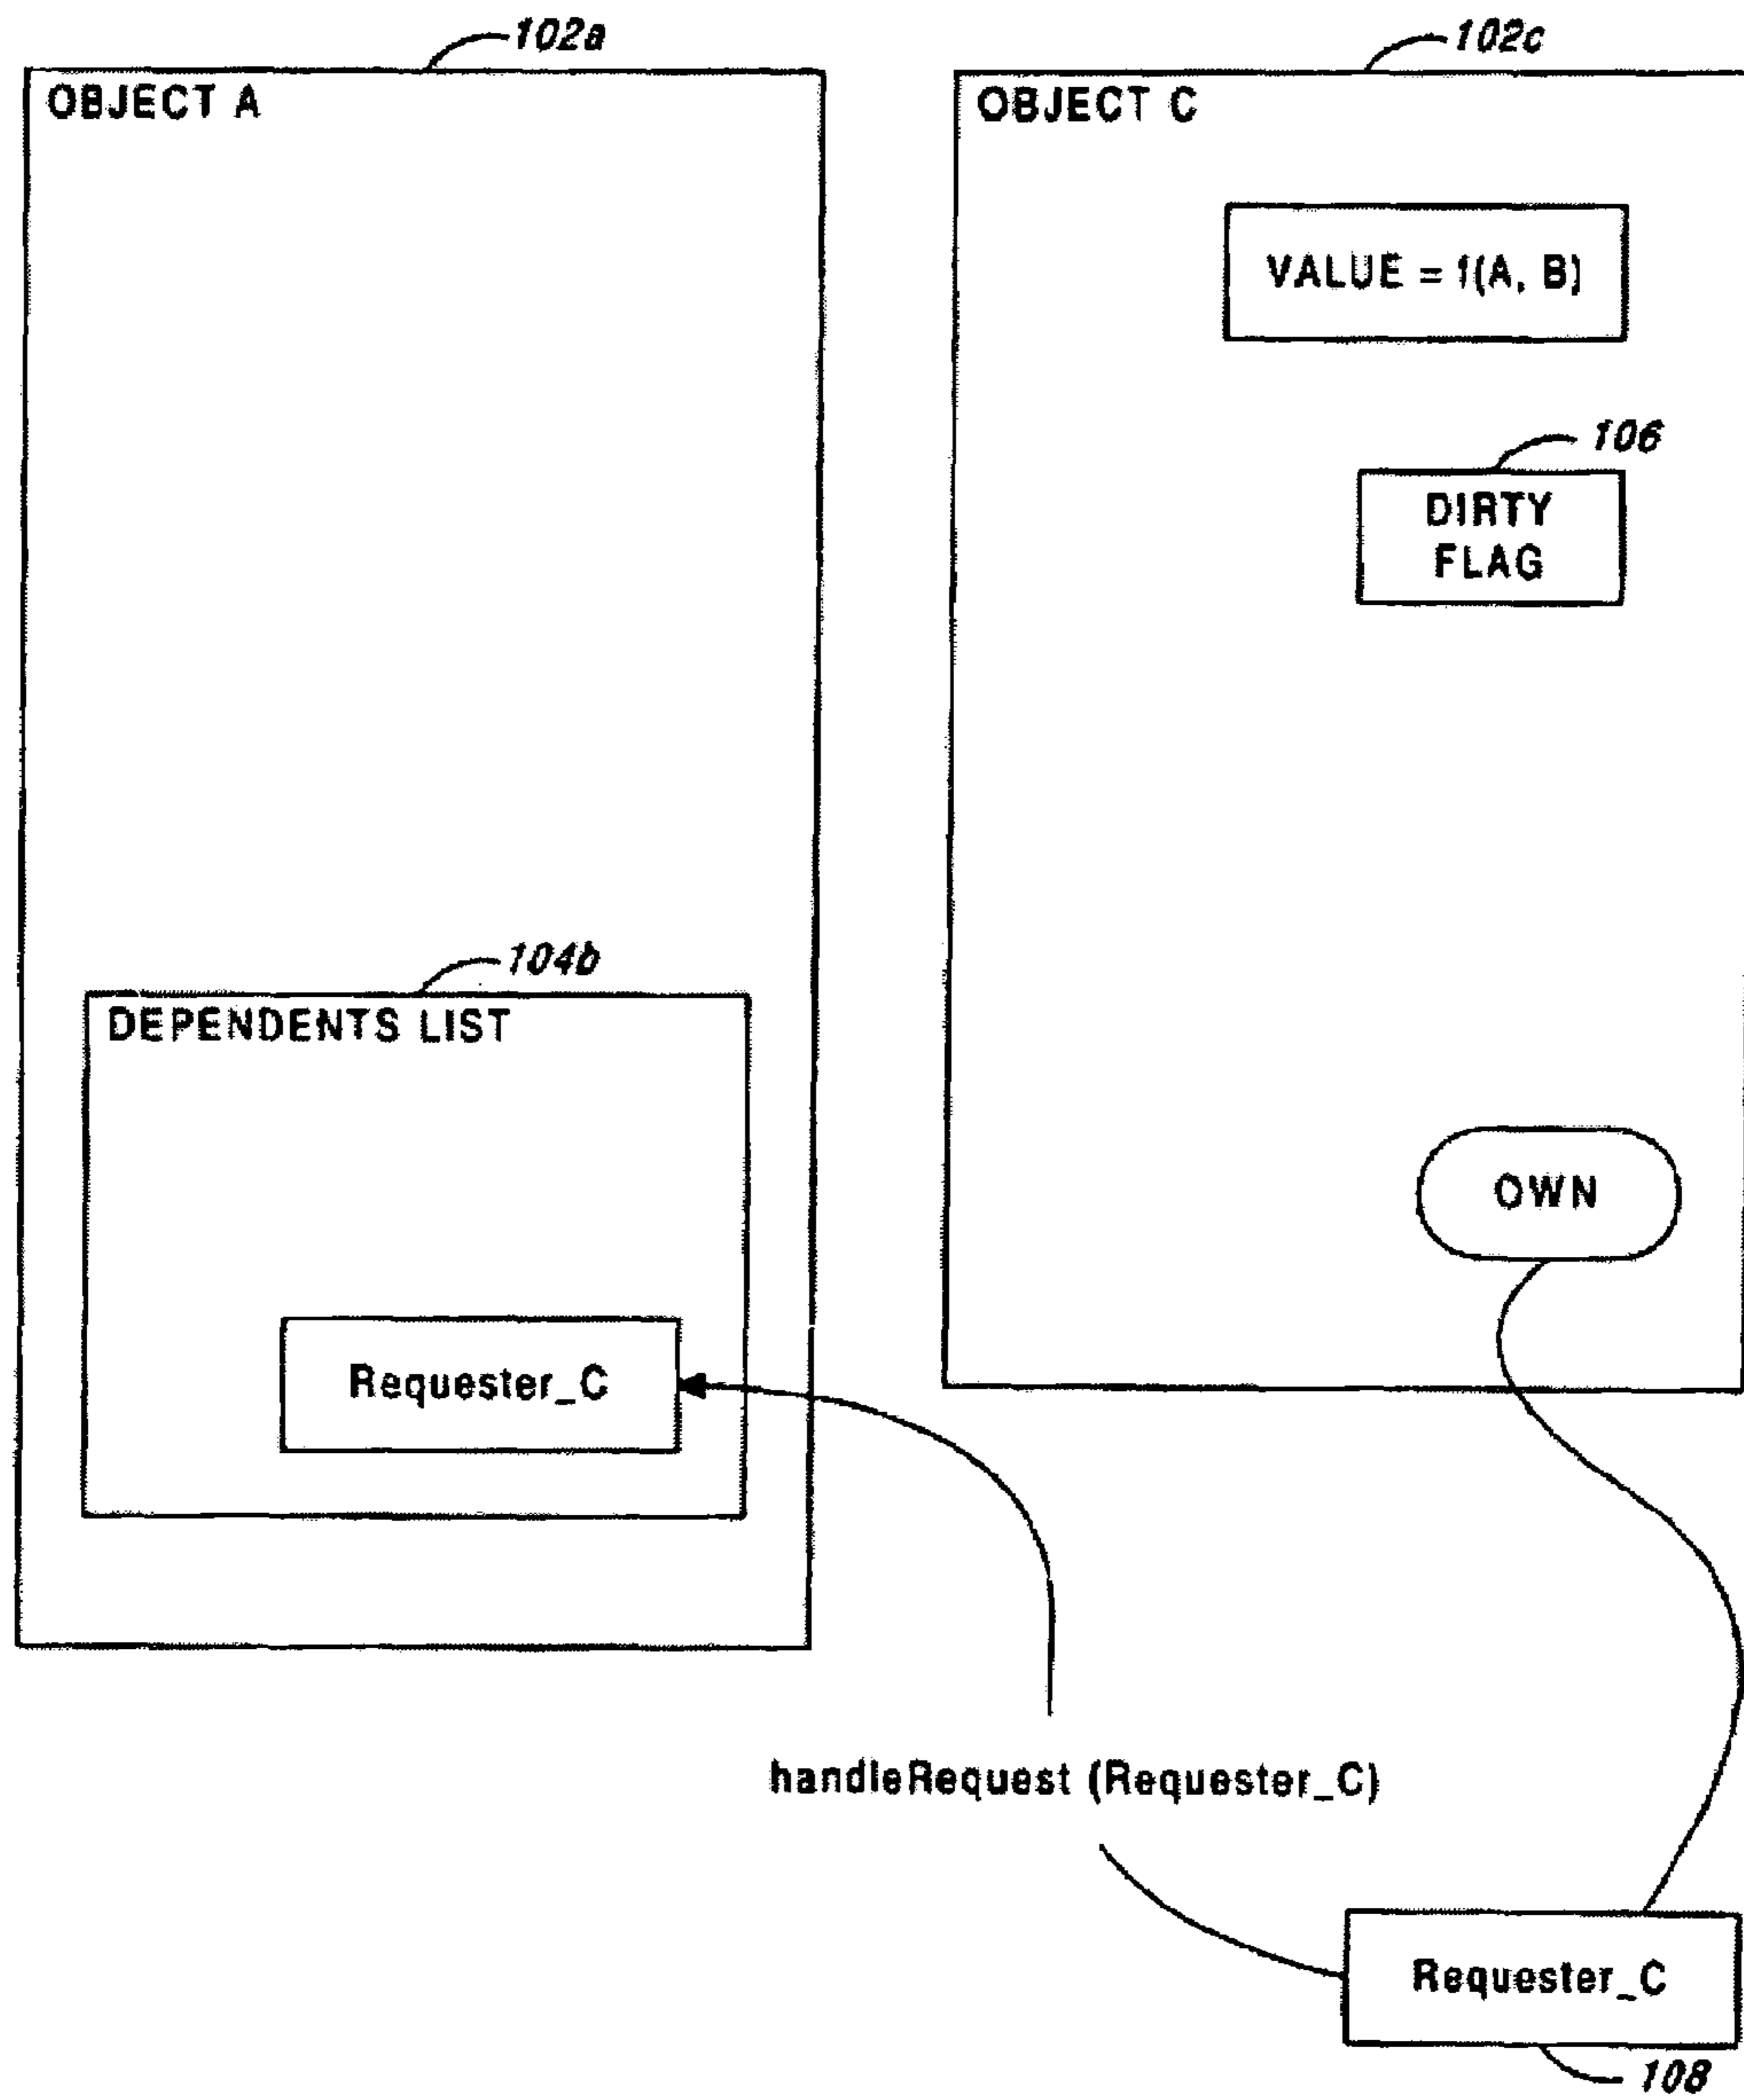 102a
102c
OBJECT A
OBJECT C
VALUE = f(A, B)
106
DIRTY
FLAG
104b
DEPENDENTS LIST
OWN
Requester_C
handleRequest (Requester_C)
Requester_C
108